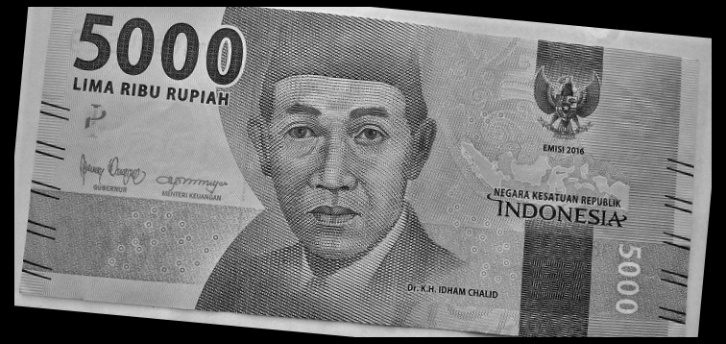 5000
LIMA RIBU RUPIAH
GUBERNUR
MENTERI KEUANGAN
EMISI 2016
NEGARA KESATUAN REPUBLIK
INDONESIA
Dr. K.H. IDHAM CHALID
5000